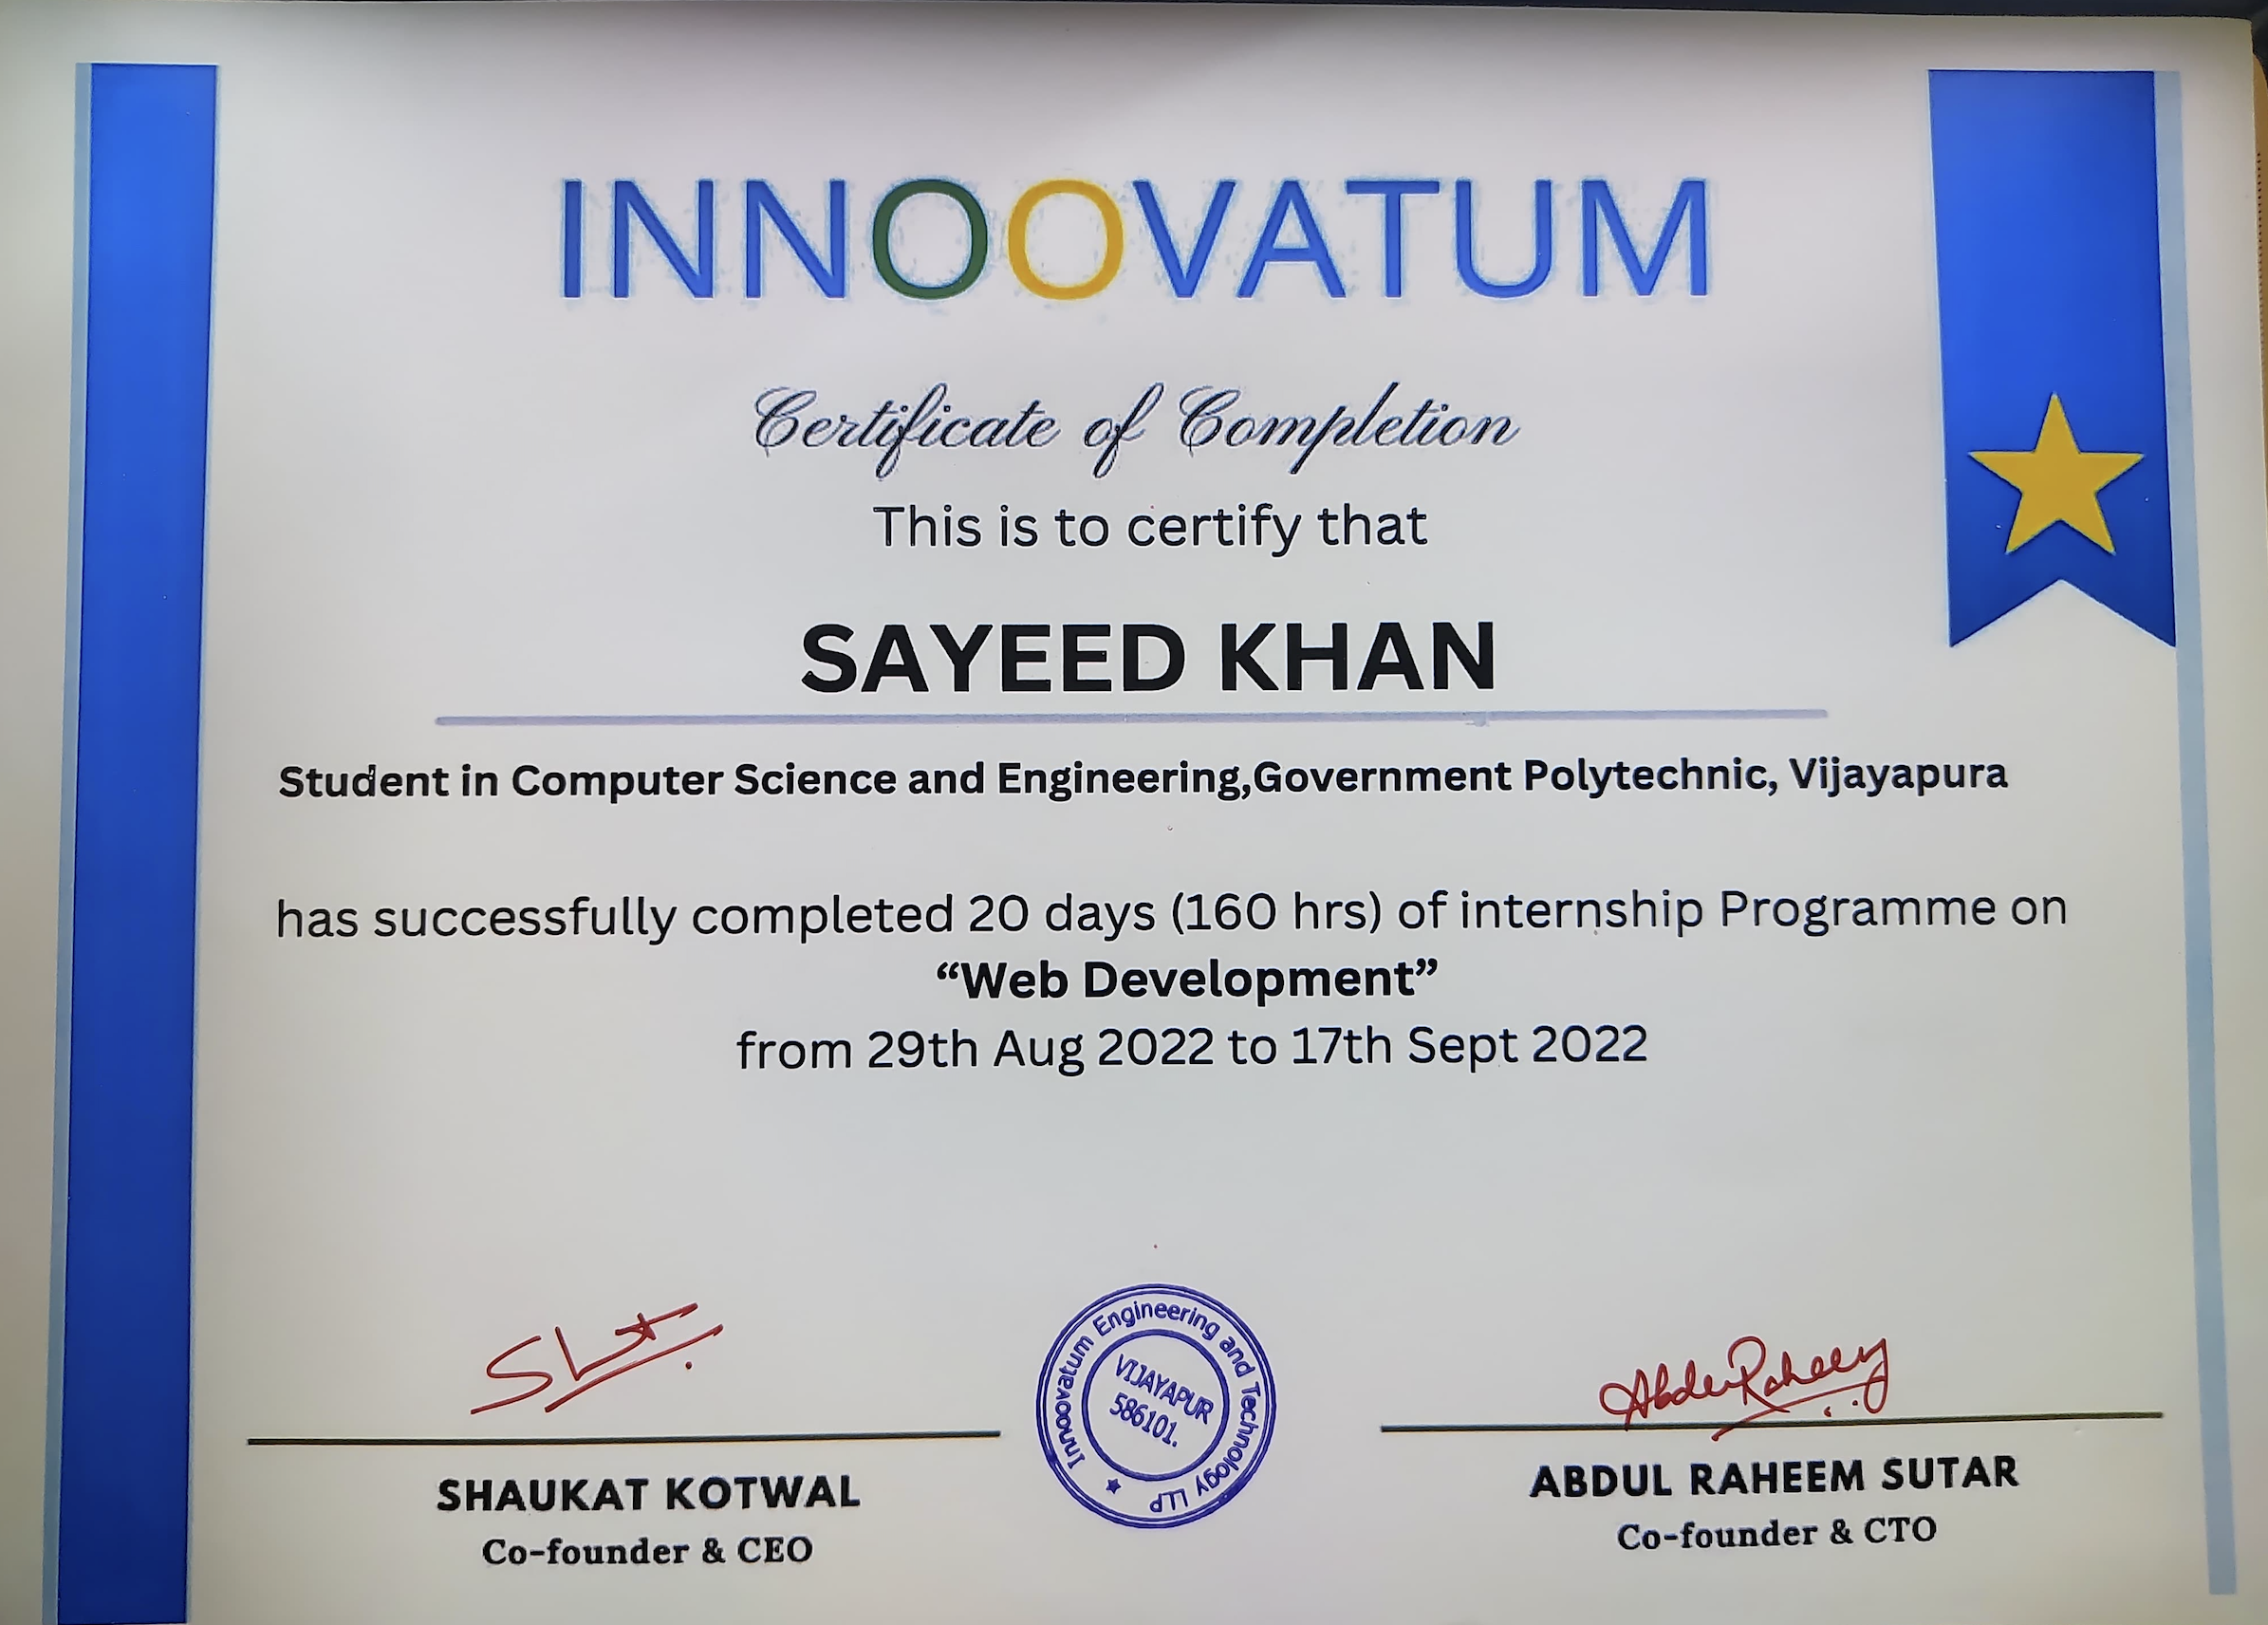 INNOOVATUM
Certificate of Completion
This is to certify that
SAYEED KHAN
Student in Computer Science and Engineering,Government Polytechnic, Vijayapura
has successfully completed 20 days (160 hrs) of internship Programme on
“Web Development”
from 29th Aug 2022 to 17th Sept 2022
Innoovatum Engineering and Technology LLP
VIJAYAPUR
586101.
SHAUKAT KOTWAL
Co-founder & CEO
ABDUL RAHEEM SUTAR
Co-founder & CTO